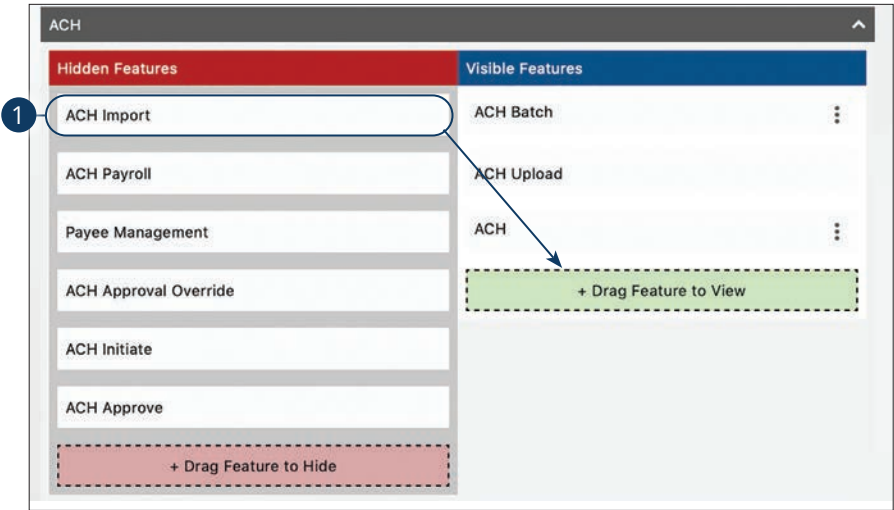 ACH
Hidden Features
Visible Features
1
ACH Import
ACH Batch
ACH Payroll
ACH Upload
Payee Management
ACH
ACH Approval Override
+ Drag Feature to View
ACH Initiate
ACH Approve
+ Drag Feature to Hide